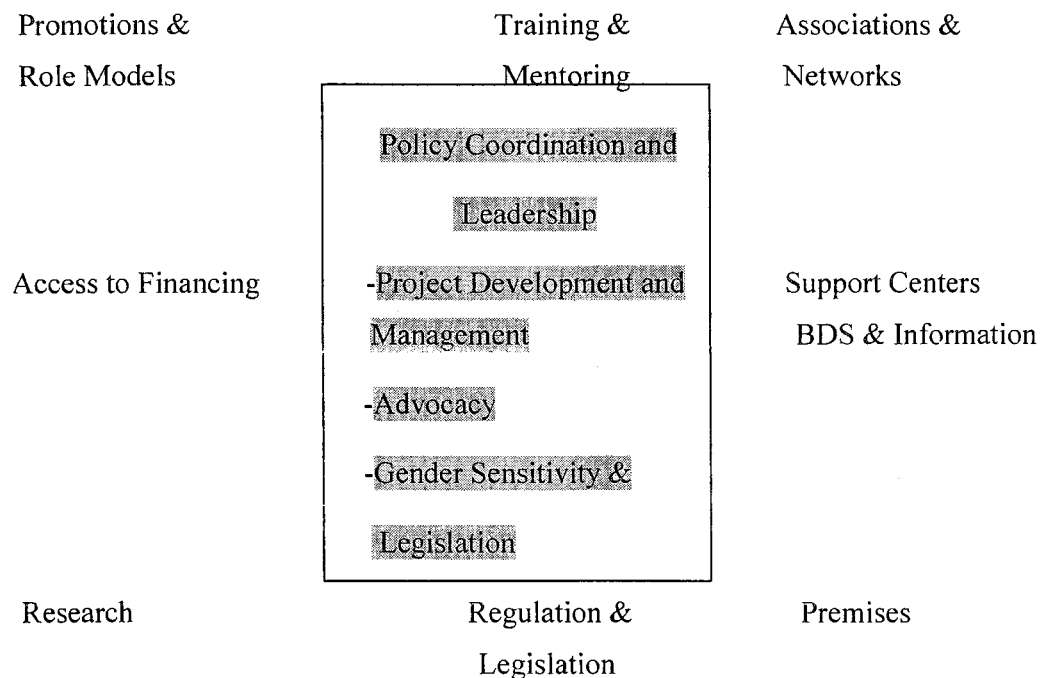 Promotions & Training & Associations &
Role Models Mentoring Networks
Policy Coordination and
Leadership
Access to Financing -Project Development and Support Centers
Management BDS & Information
-Advocacy
-Gender Sensitivity &
Legislation
Research Regulation & Premises
Legislation